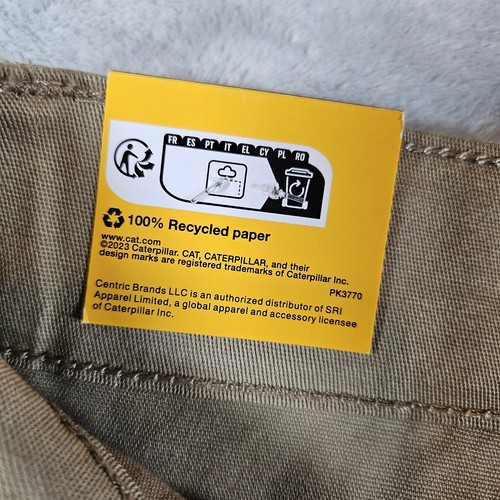 FR ES PT IT EL CY PL RO
100% Recycled paper
www.cat.com
©2023 Caterpillar. CAT, CATERPILLAR, and their
design marks are registered trademarks of Caterpillar Inc.
PK3770
Centric Brands LLC is an authorized distributor of SRI
Apparel Limited, a global apparel and accessory licensee
of Caterpillar Inc.